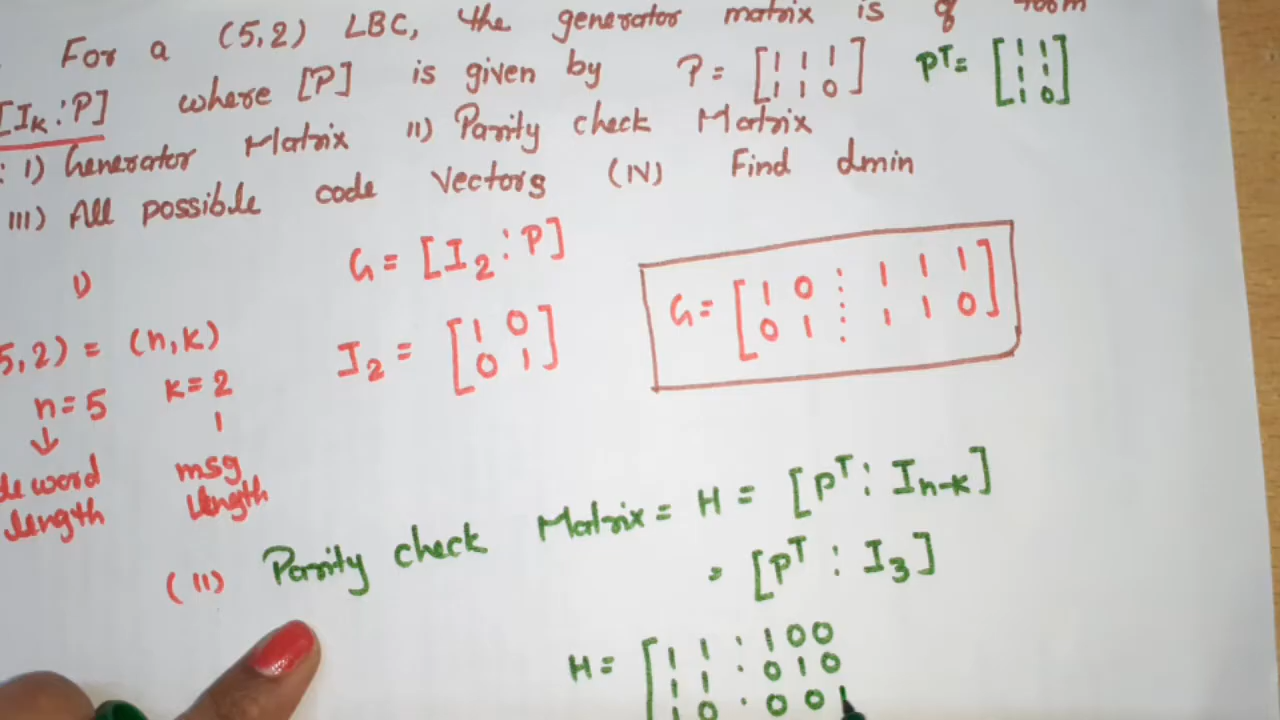 For a (5,2) LBC, the generator matrix is of
[Ik : P] where [P] is given by P = [1 1 1
1 1 0] PT = [1 1
1 1
1 0]
: i) Generator Matrix ii) Parity check Matrix
iii) All possible code vectors (iv) Find dmin
i)
G = [I2 : P]
G = [1 0 : 1 1 1
0 1 : 1 1 0]
I2 = [1 0
0 1]
5,2) = (n,k)
n = 5 k = 2
↓ |
word msg
length length
(ii) Parity check Matrix = H = [PT : In-k]
= [PT : I3]
H = [1 1 : 1 0 0
1 1 : 0 1 0
1 0 : 0 0